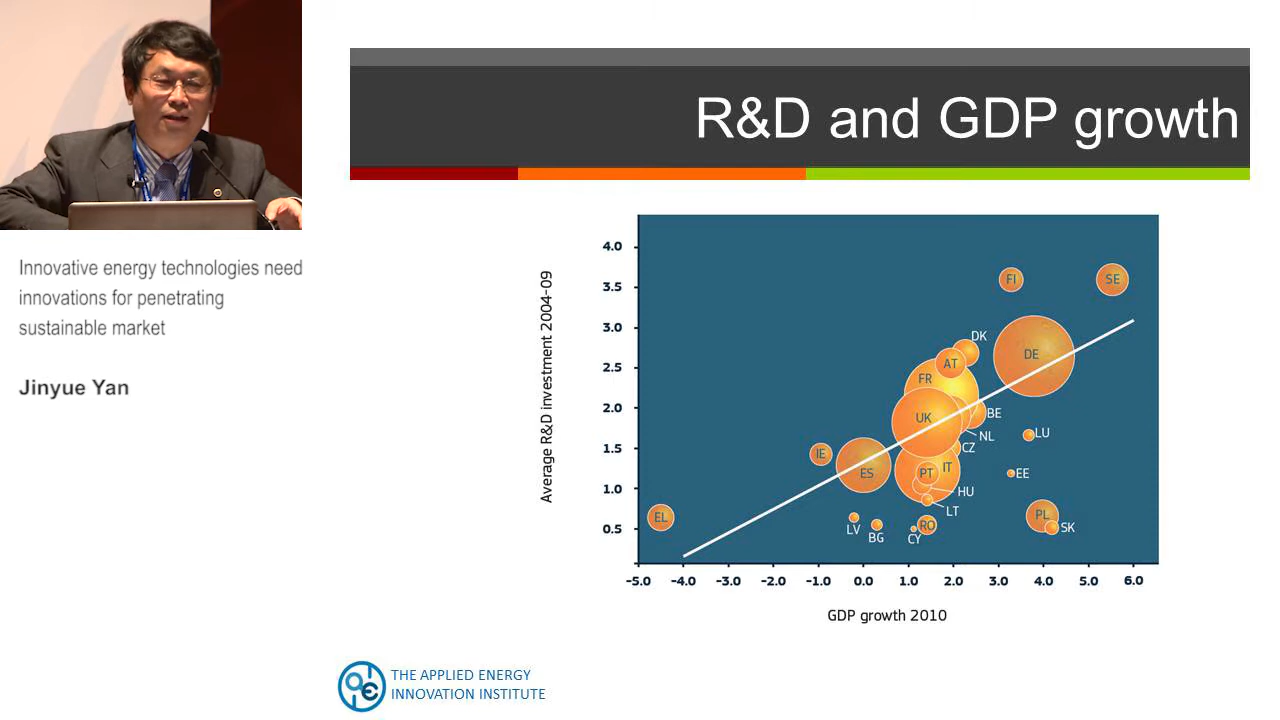 R&D and GDP growth
Innovative energy technologies need
innovations for penetrating
sustainable market
Jinyue Yan
Average R&D investment 2004-09
4.0
3.5
3.0
2.5
2.0
1.5
1.0
0.5
FI
SE
DK
DE
AT
FR
BE
UK
NL
LU
CZ
IE
IT
ES
PT
EE
HU
LT
EL
PL
LV
BG
CY
RO
SK
-5.0 -4.0 -3.0 -2.0 -1.0 0.0 1.0 2.0 3.0 4.0 5.0 6.0
GDP growth 2010
THE APPLIED ENERGY
INNOVATION INSTITUTE